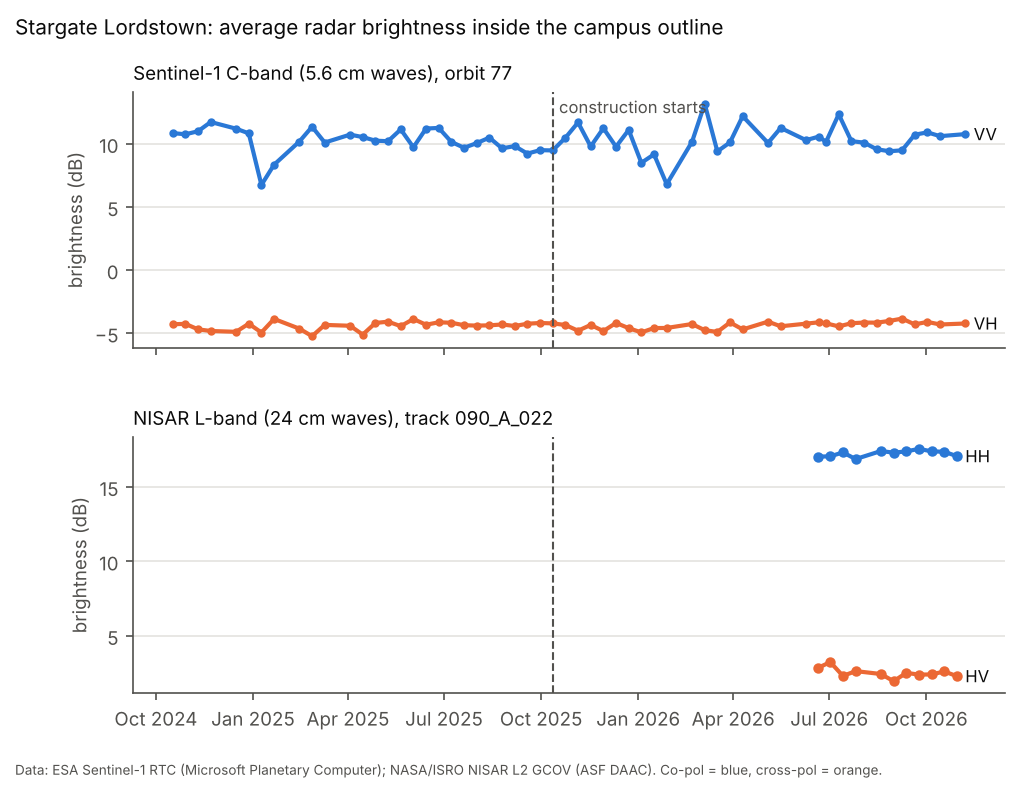 Stargate Lordstown: average radar brightness inside the campus outline
Sentinel-1 C-band (5.6 cm waves), orbit 77
construction starts
10
5
0
−5
brightness (dB)
VV
VH
NISAR L-band (24 cm waves), track 090_A_022
15
10
5
brightness (dB)
HH
HV
Oct 2024 Jan 2025 Apr 2025 Jul 2025 Oct 2025 Jan 2026 Apr 2026 Jul 2026 Oct 2026
Data: ESA Sentinel-1 RTC (Microsoft Planetary Computer); NASA/ISRO NISAR L2 GCOV (ASF DAAC). Co-pol = blue, cross-pol = orange.